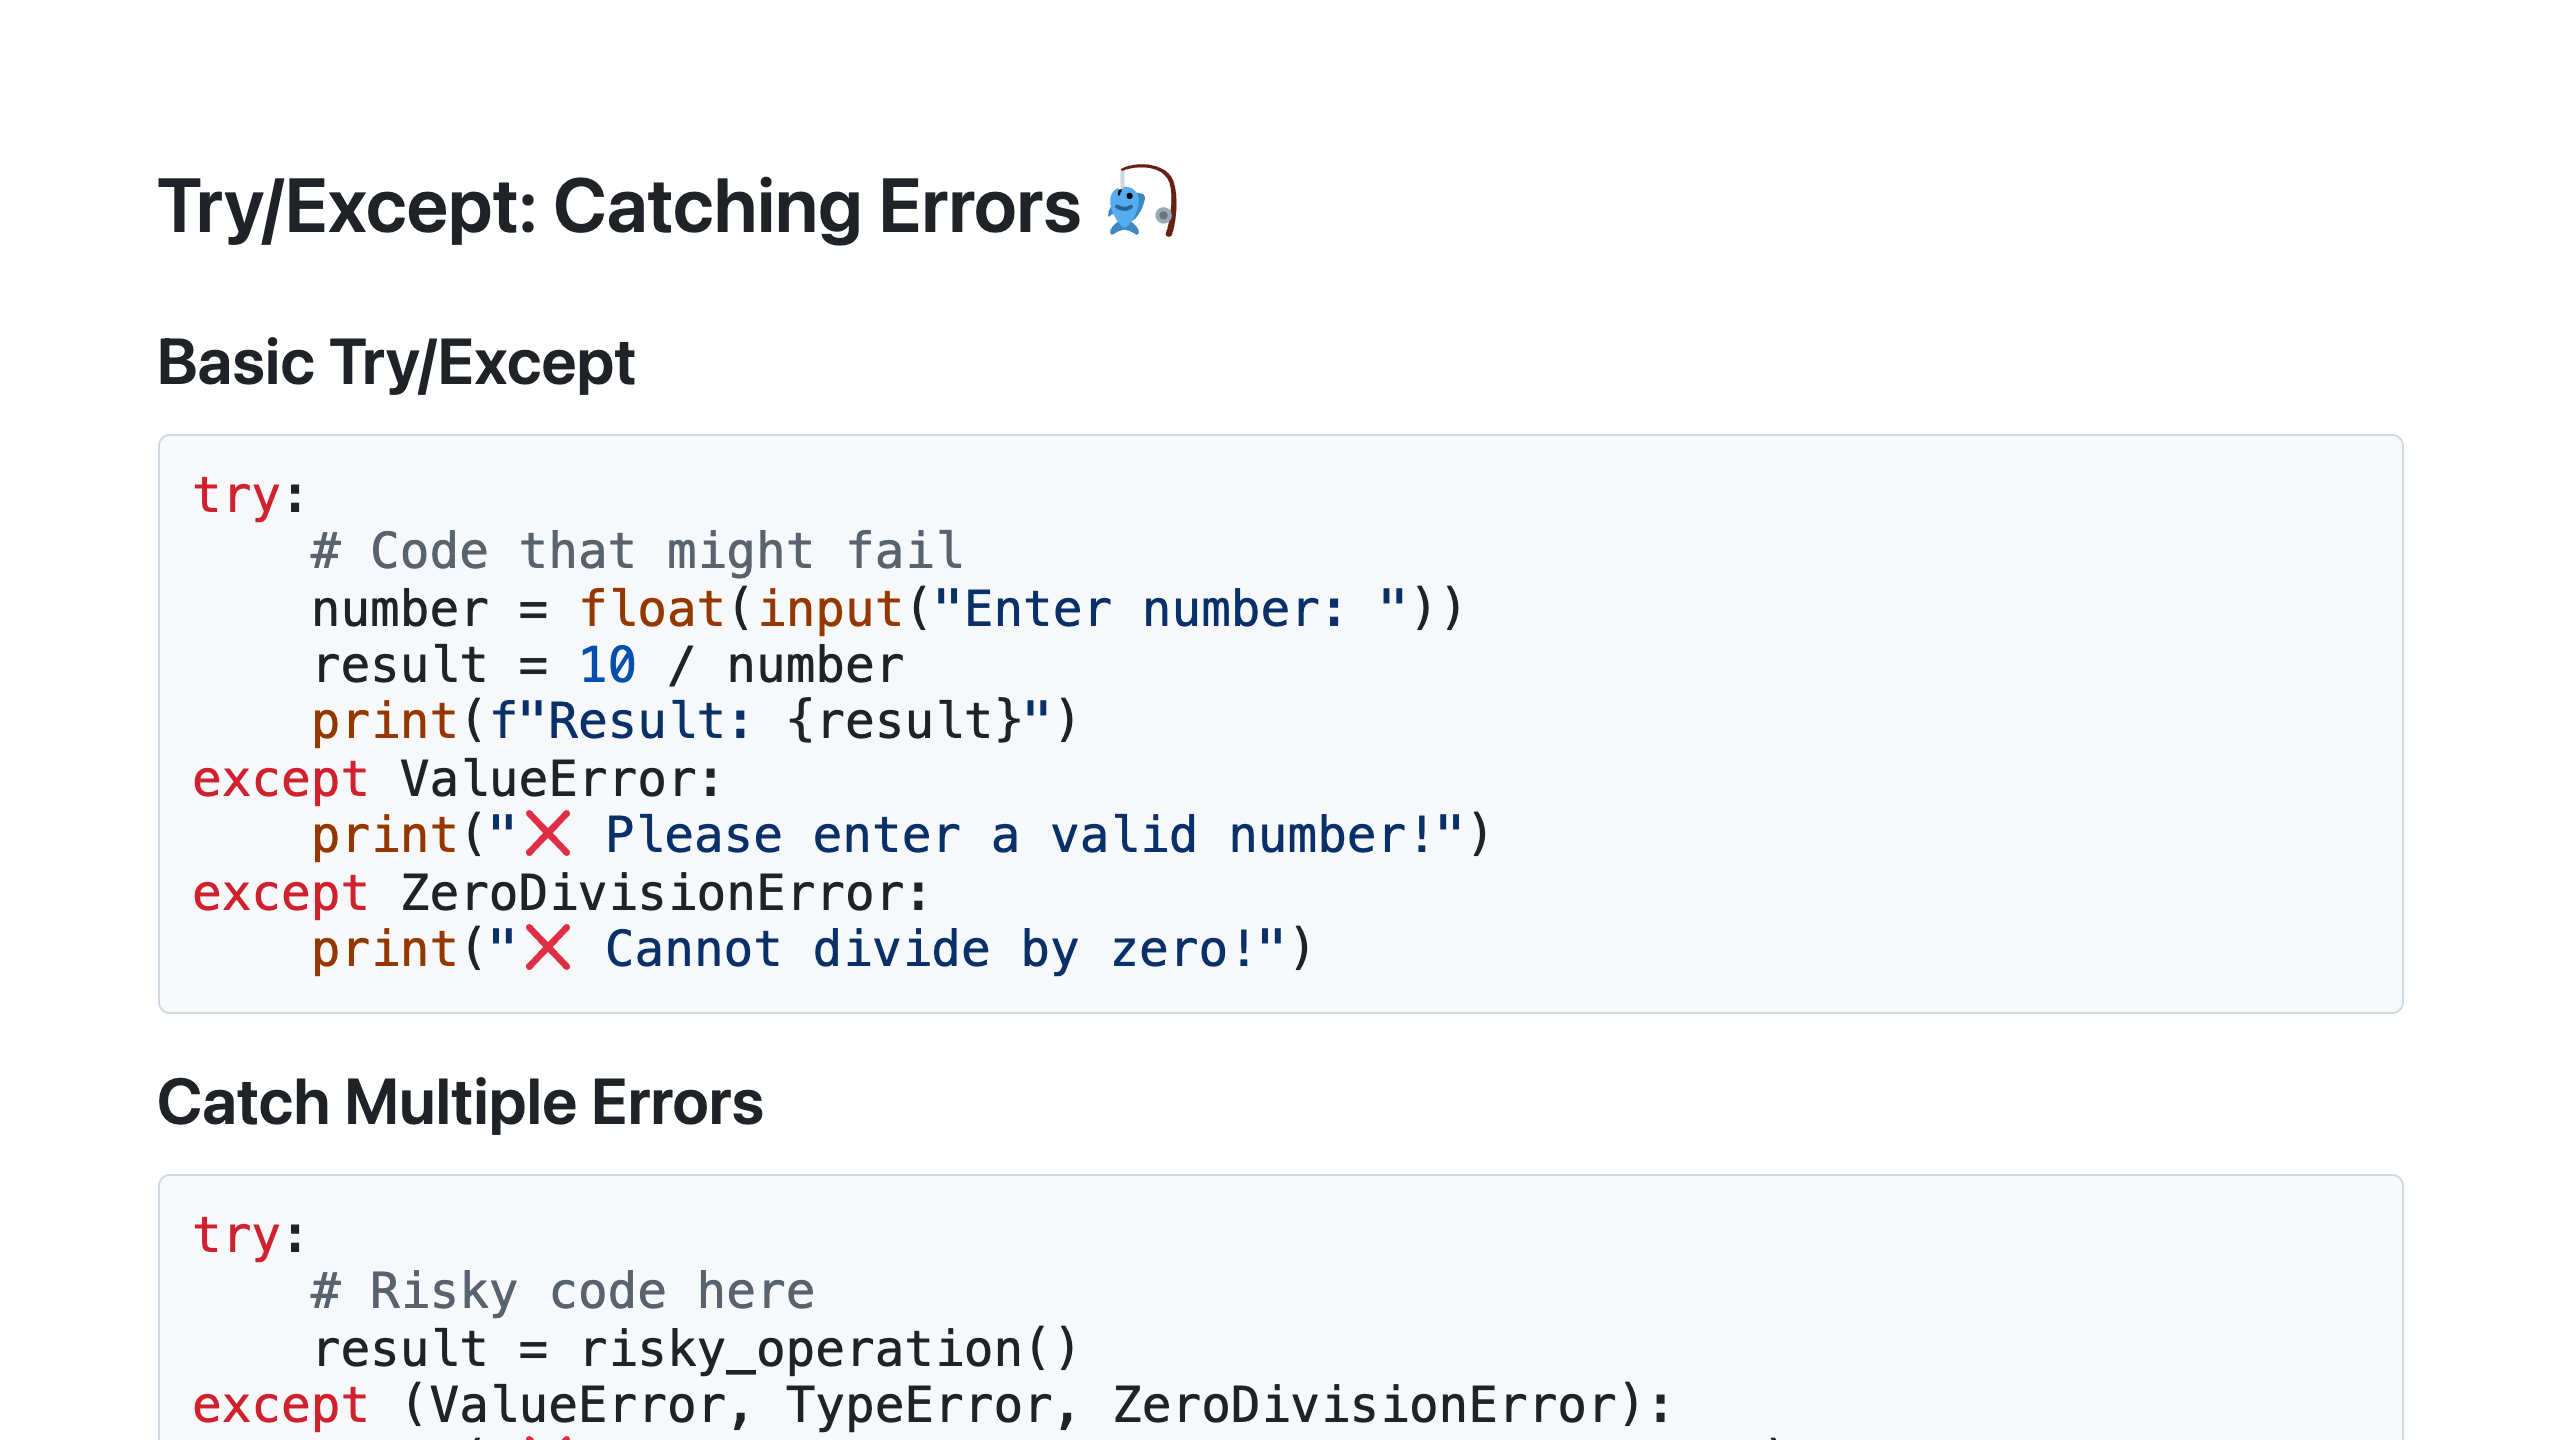 Try/Except: Catching Errors 🎣
Basic Try/Except
try:
    # Code that might fail
    number = float(input("Enter number: "))
    result = 10 / number
    print(f"Result: {result}")
except ValueError:
    print("❌ Please enter a valid number!")
except ZeroDivisionError:
    print("❌ Cannot divide by zero!")
Catch Multiple Errors
try:
    # Risky code here
    result = risky_operation()
except (ValueError, TypeError, ZeroDivisionError):